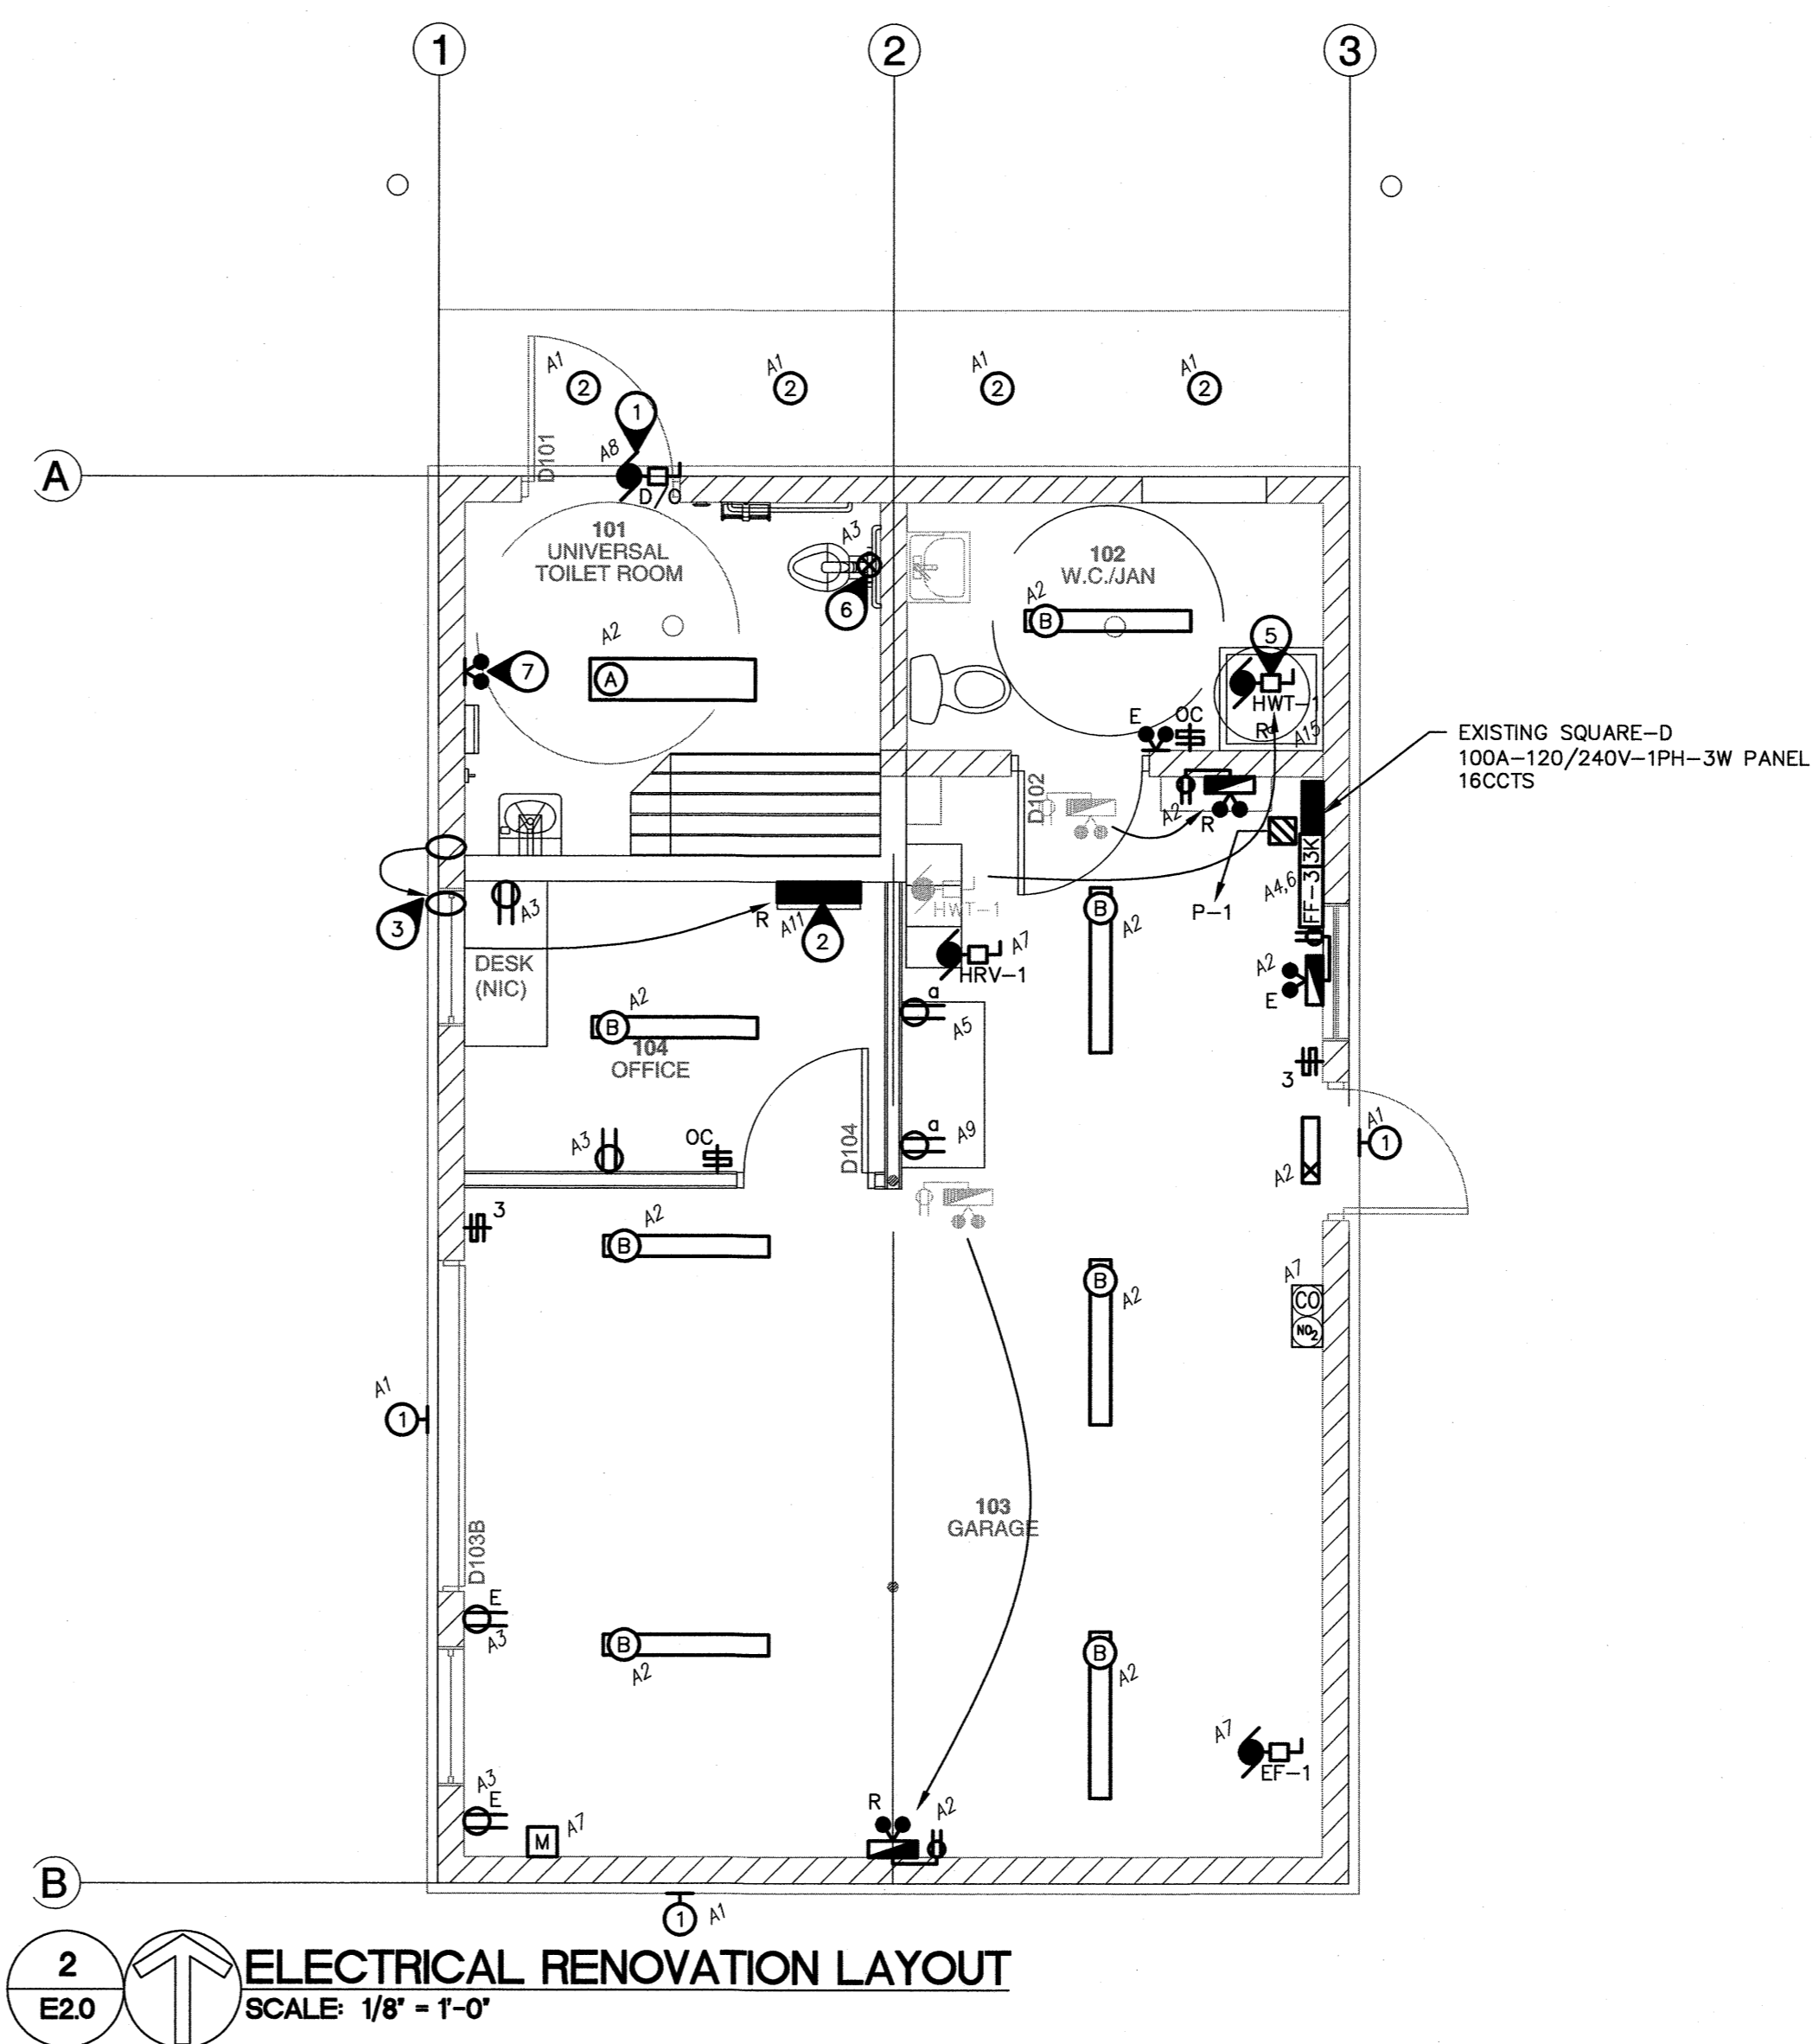 1
2
3
A1
A1
A1
A1
2
2
2
2
1
A8
D101
A
D/O
101
UNIVERSAL
TOILET ROOM
A3
6
102
W.C./JAN
A2
B
A2
A
7
5
HWT-1
E
OC
R
A15
EXISTING SQUARE-D
100A-120/240V-1PH-3W PANEL
16CCTS
D102
A2
R
3K
FF-3
A4,6
P-1
3
A3
R
A11
2
HWT-1
B
A2
DESK
(NIC)
A7
HRV-1
A2
E
A2
B
104
OFFICE
a
A5
3
A3
OC
D104
a
A9
A1
1
A2
3
A2
B
B
A2
A7
CO
NO2
A1
1
103
GARAGE
D103B
E
A3
B
A2
B
A2
A7
EF-1
A3
E
M
A7
R
A2
B
1
A1
2
E2.0
ELECTRICAL RENOVATION LAYOUT
SCALE: 1/8" = 1'-0"